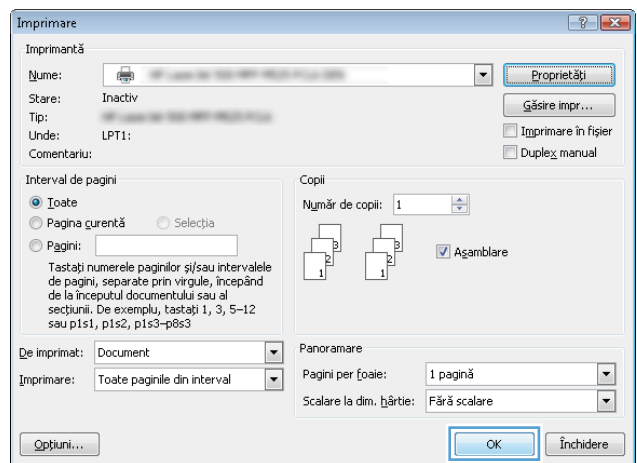 Imprimare
Imprimantă
Nume:
Proprietăți
Stare: Inactiv
Găsire impr...
Tip:
Unde: LPT1:
Imprimare în fișier
Comentariu:
Duplex manual
Interval de pagini
Toate
Pagina curentă Selecția
Pagini:
Tastați numerele paginilor și/sau intervalele
de pagini, separate prin virgule, începând
de la începutul documentului sau al
secțiunii. De exemplu, tastați 1, 3, 5–12
sau p1s1, p1s2, p1s3–p8s3
Copii
Număr de copii: 1
1 2 3 1 2 3
Asamblare
De imprimat: Document
Imprimare: Toate paginile din interval
Panoramare
Pagini per foaie: 1 pagină
Scalare la dim. hârtie: Fără scalare
Opțiuni...
OK
Închidere